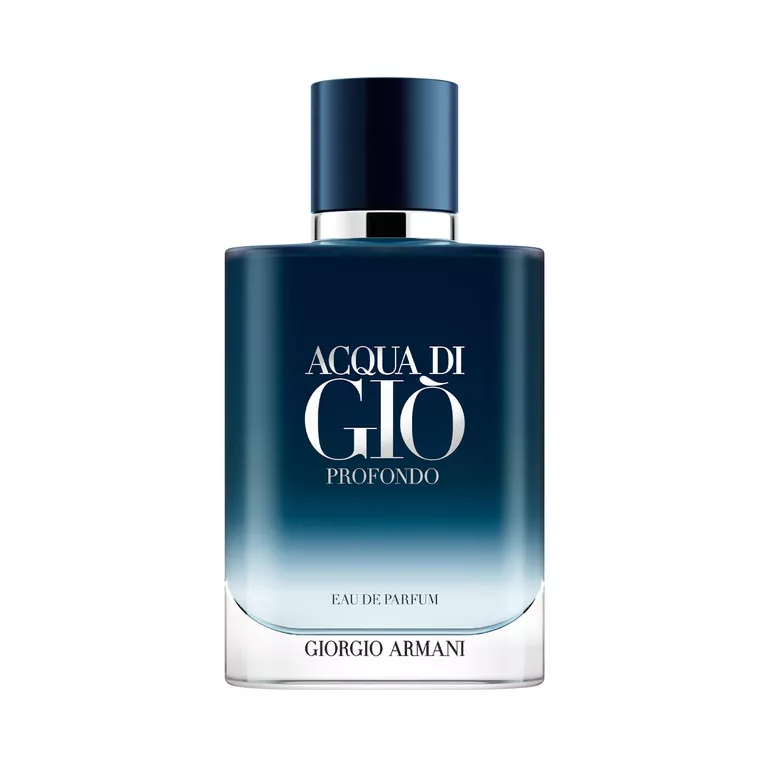 ACQUA DI
GIÒ
PROFONDO
EAU DE PARFUM
GIORGIO ARMANI